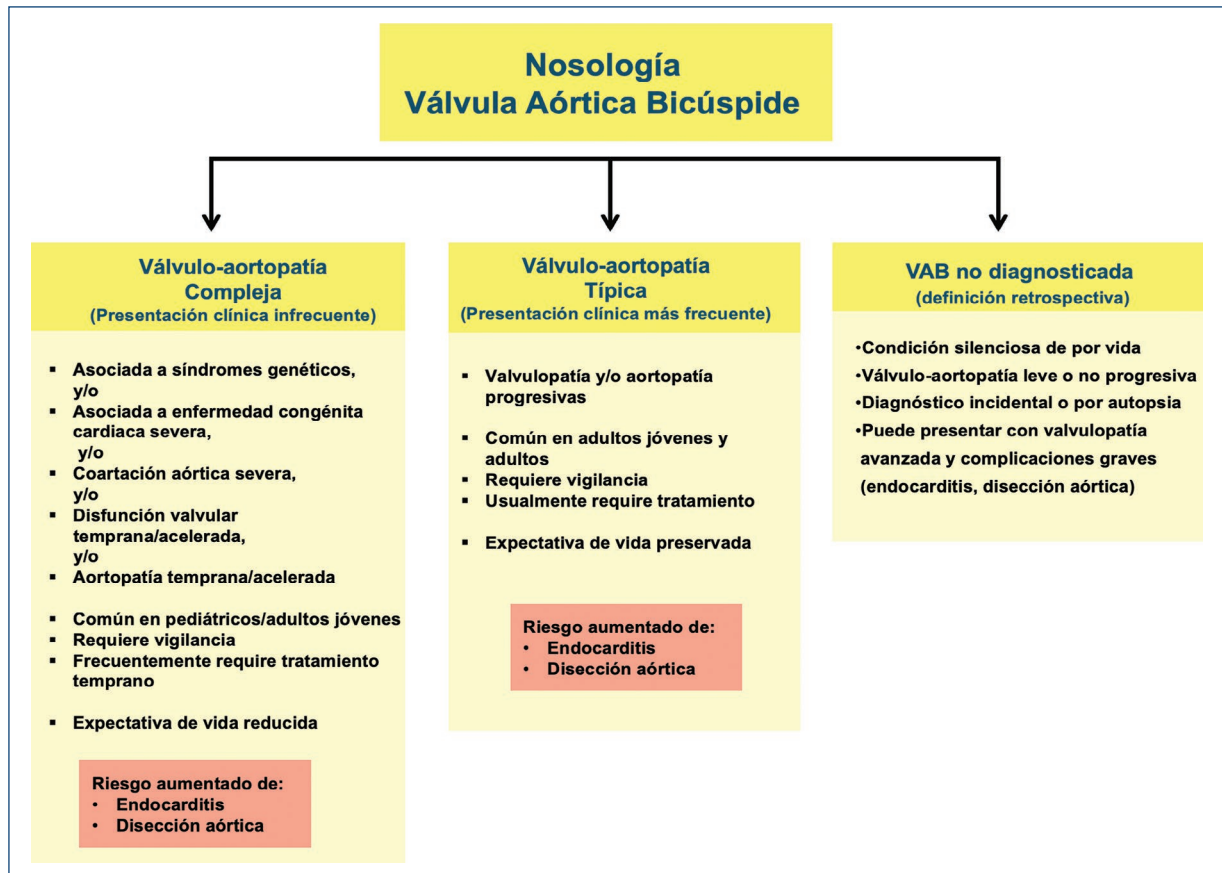 Nosología
Válvula Aórtica Bicúspide
Válvulo-aortopatía
Compleja
(Presentación clínica infrecuente)
▪ Asociada a síndromes genéticos,
y/o
▪ Asociada a enfermedad congénita
cardiaca severa,
y/o
▪ Coartación aórtica severa,
y/o
▪ Disfunción valvular
temprana/acelerada,
y/o
▪ Aortopatía temprana/acelerada
▪ Común en pediátricos/adultos jóvenes
▪ Requiere vigilancia
▪ Frecuentemente require tratamiento
temprano
▪ Expectativa de vida reducida
Riesgo aumentado de:
• Endocarditis
• Disección aórtica
Válvulo-aortopatía
Típica
(Presentación clínica más frecuente)
▪ Valvulopatía y/o aortopatía
progresivas
▪ Común en adultos jóvenes y
adultos
▪ Requiere vigilancia
▪ Usualmente require tratamiento
▪ Expectativa de vida preservada
Riesgo aumentado de:
• Endocarditis
• Disección aórtica
VAB no diagnosticada
(definición retrospectiva)
•Condición silenciosa de por vida
•Válvulo-aortopatía leve o no progresiva
•Diagnóstico incidental o por autopsia
•Puede presentar con valvulopatía
avanzada y complicaciones graves
(endocarditis, disección aórtica)